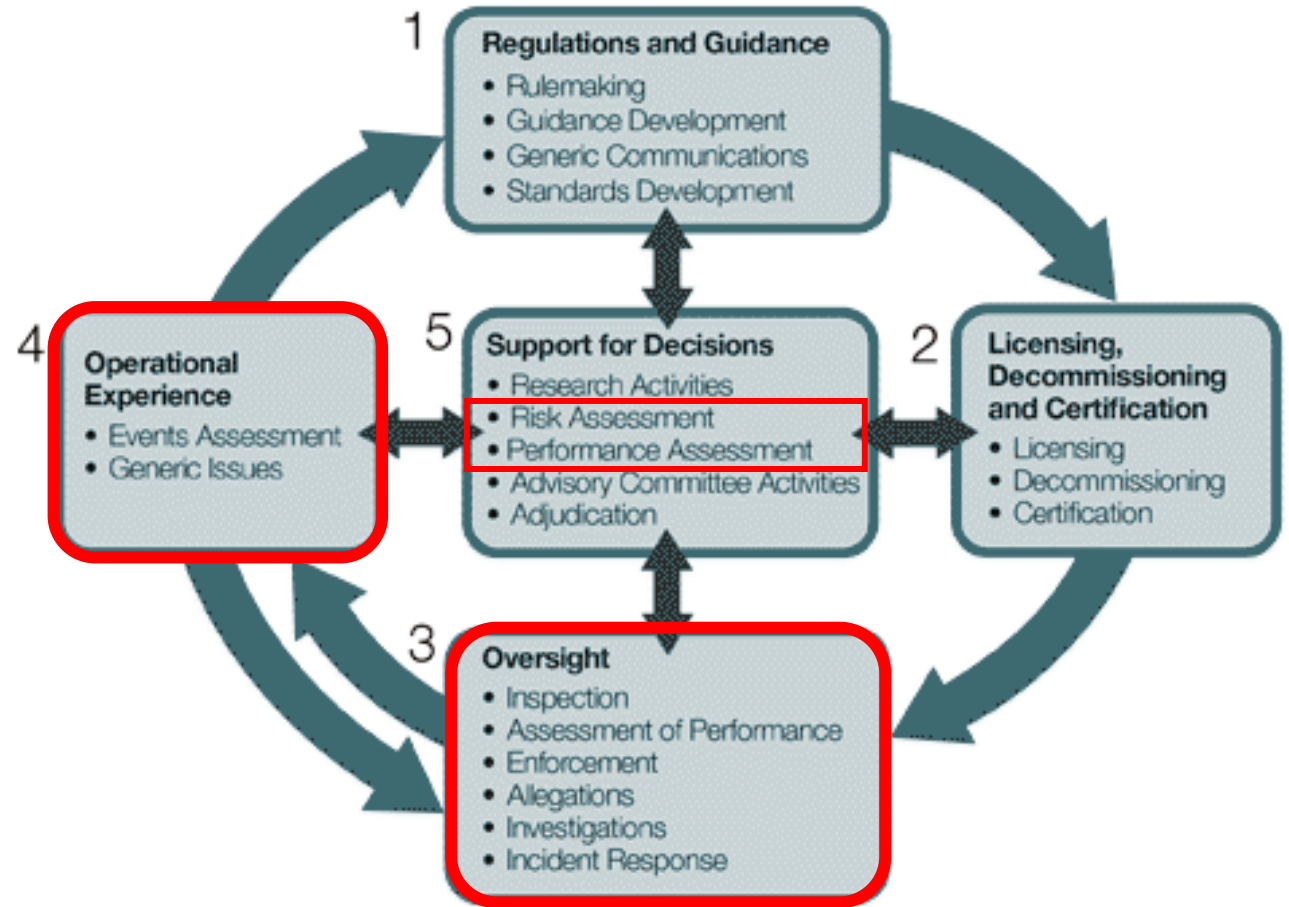 1
Regulations and Guidance
• Rulemaking
• Guidance Development
• Generic Communications
• Standards Development
4
Operational
Experience
• Events Assessment
• Generic Issues
5
Support for Decisions
• Research Activities
• Risk Assessment
• Performance Assessment
• Advisory Committee Activities
• Adjudication
2
Licensing,
Decommissioning
and Certification
• Licensing
• Decommissioning
• Certification
3
Oversight
• Inspection
• Assessment of Performance
• Enforcement
• Allegations
• Investigations
• Incident Response